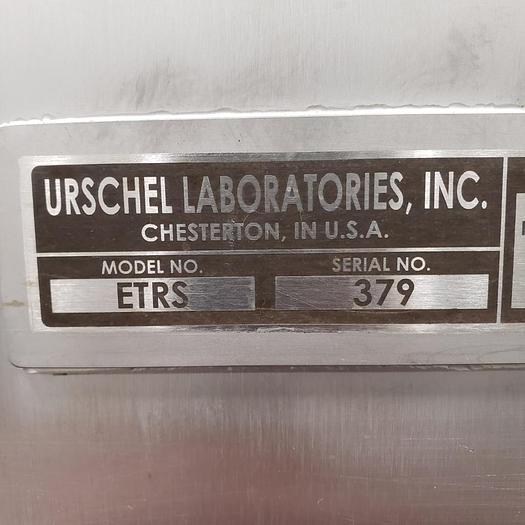 URSCHEL LABORATORIES, INC.
CHESTERTON, IN U.S.A.
MODEL NO. SERIAL NO.
ETRS 379